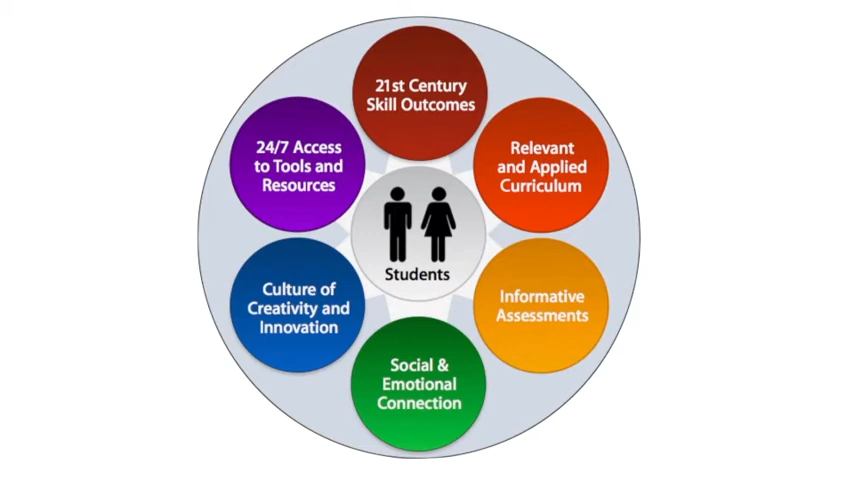 21st Century
Skill Outcomes
Relevant
and Applied
Curriculum
Informative
Assessments
Social &
Emotional
Connection
Culture of
Creativity and
Innovation
24/7 Access
to Tools and
Resources
Students